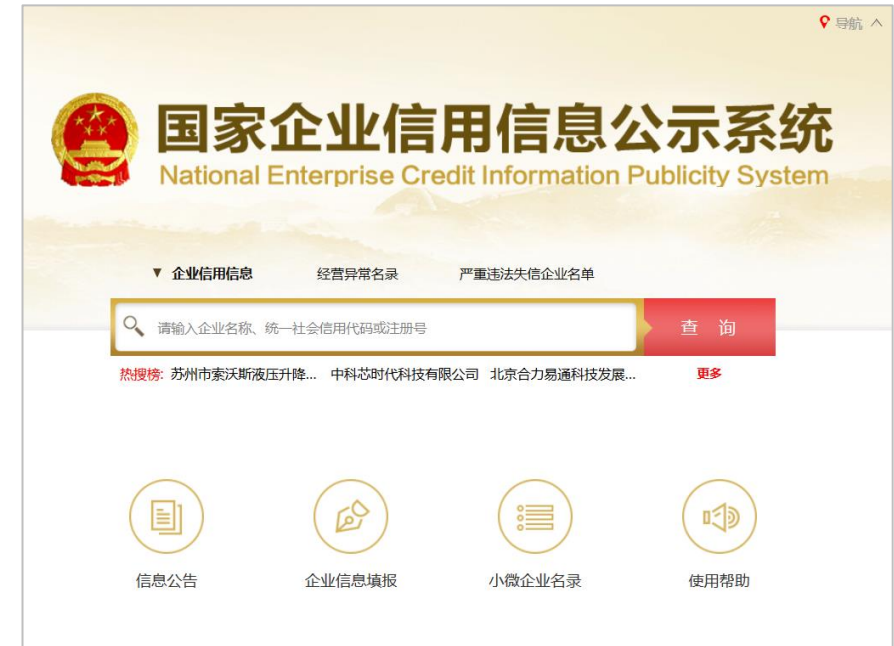 导航
国家企业信用信息公示系统
National Enterprise Credit Information Publicity System
企业信用信息 经营异常名录 严重违法失信企业名单
请输入企业名称、统一社会信用代码或注册号 查 询
热搜榜: 苏州市索沃斯液压升降... 中科芯时代科技有限公司 北京合力易通科技发展... 更多
信息公告 企业信息填报 小微企业名录 使用帮助